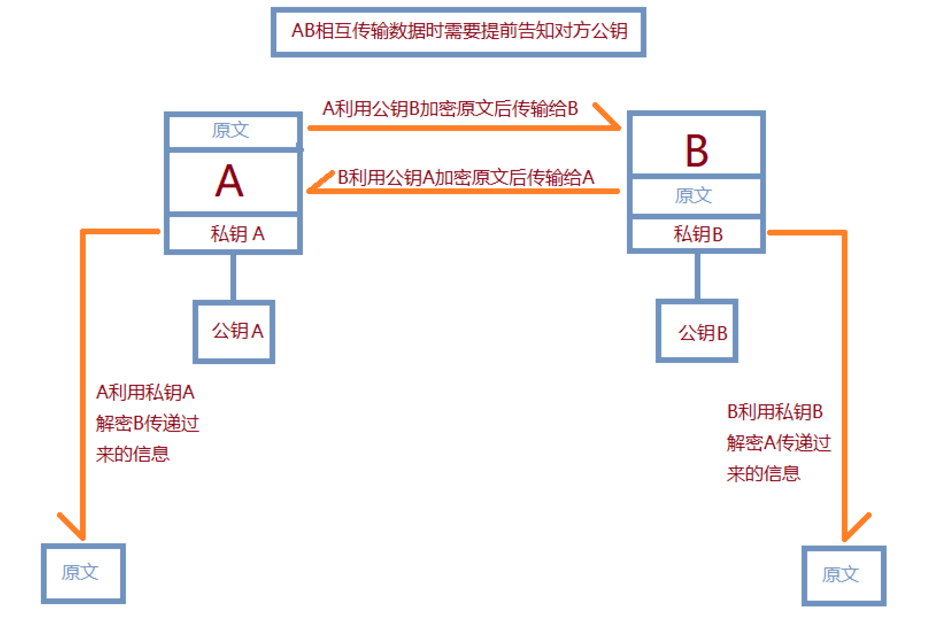 AB相互传输数据时需要提前告知对方公钥
A利用公钥B加密原文后传输给B
原文
B
A
B利用公钥A加密原文后传输给A
原文
私钥A
私钥B
公钥A
公钥B
A利用私钥A
解密B传递过
来的信息
B利用私钥B
解密A传递过
来的信息
原文
原文